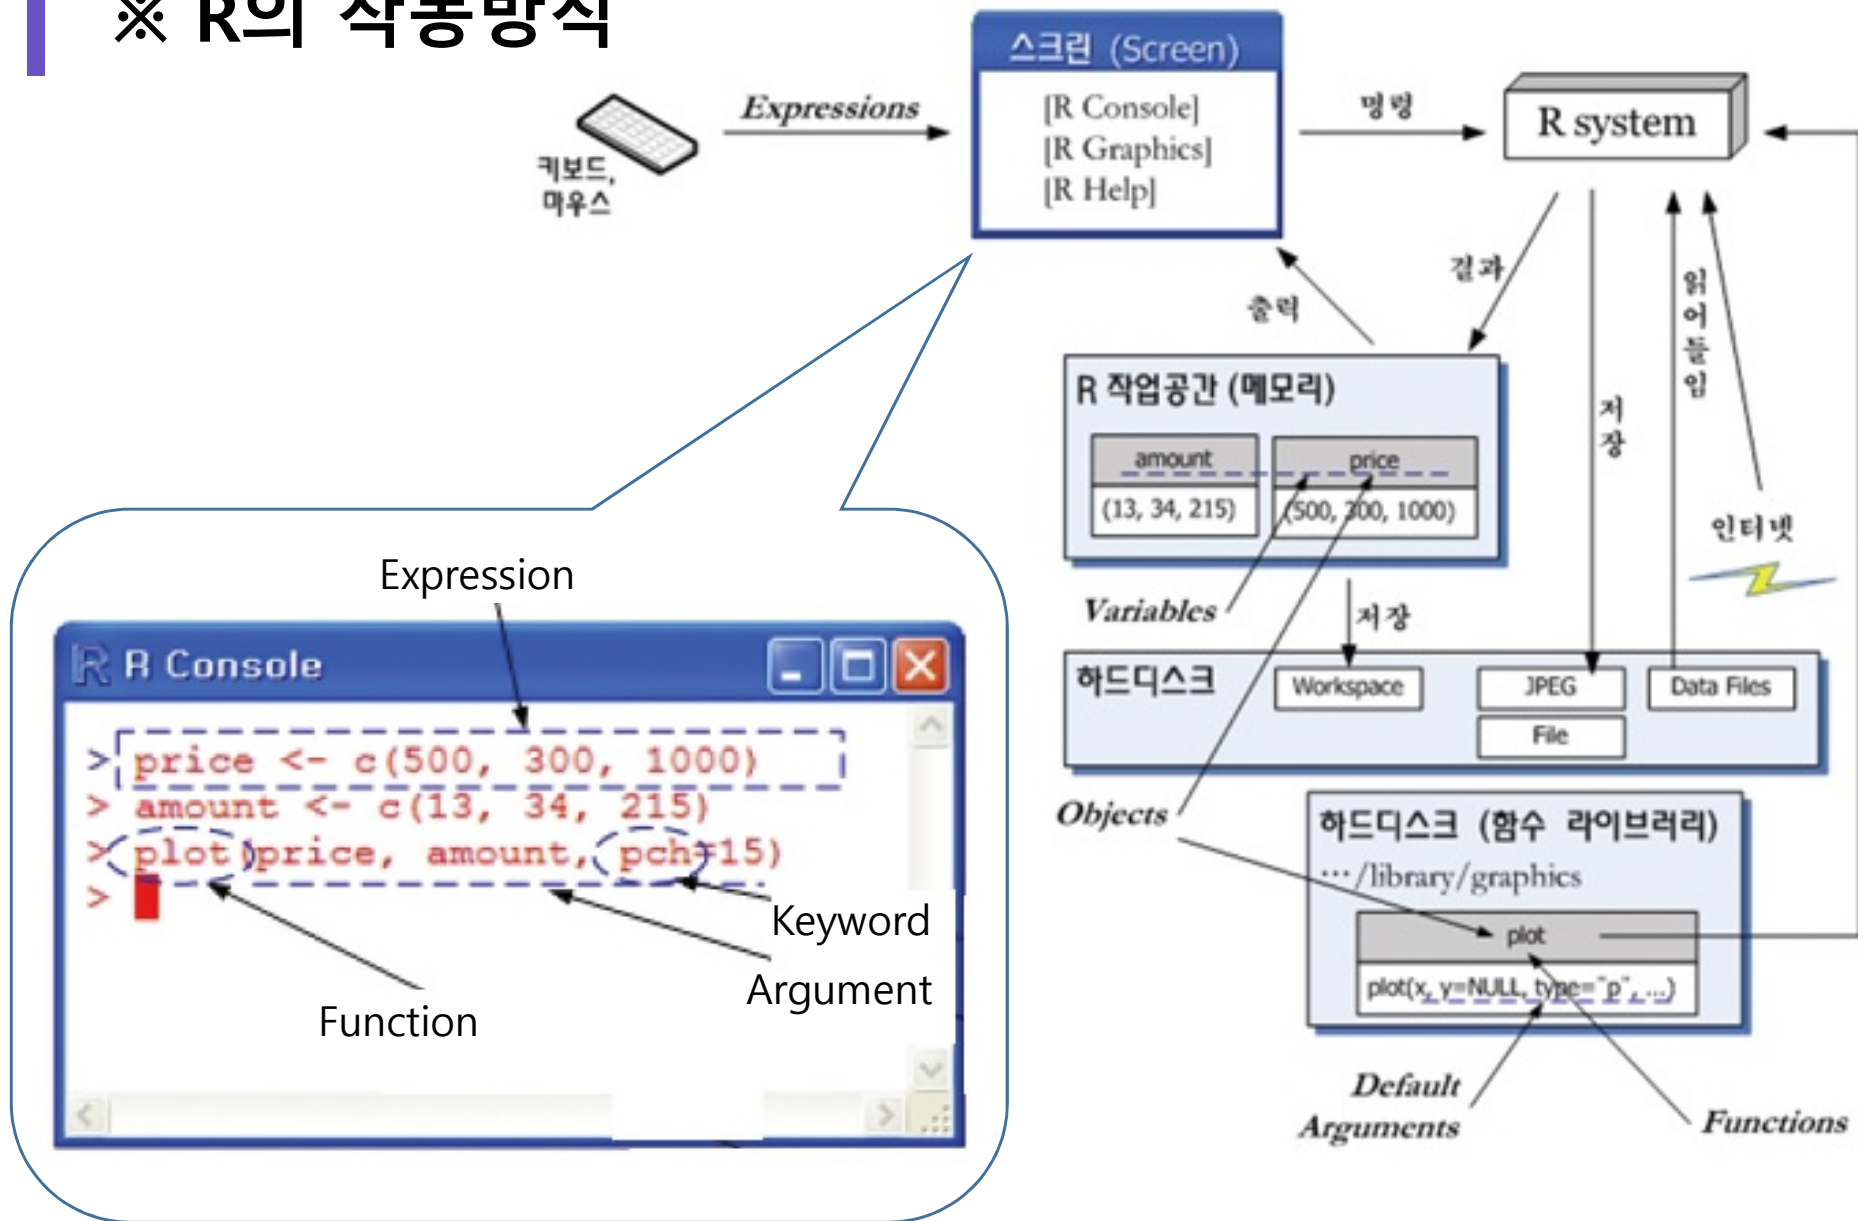 ※ R의 작동방식
키보드,
마우스
Expressions
스크린 (Screen)
[R Console]
[R Graphics]
[R Help]
명령
R system
출력
결과
저장
읽어들임
인터넷
R 작업공간 (메모리)
amount
(13, 34, 215)
price
(500, 300, 1000)
Variables
저장
하드디스크
Workspace
JPEG
File
Data Files
Objects
하드디스크 (함수 라이브러리)
…/library/graphics
plot
plot(x, y=NULL, type="p", ...)
Default
Arguments
Functions
Expression
R R Console
> price <- c(500, 300, 1000)
> amount <- c(13, 34, 215)
> plot(price, amount, pch=15)
>
Keyword
Argument
Function